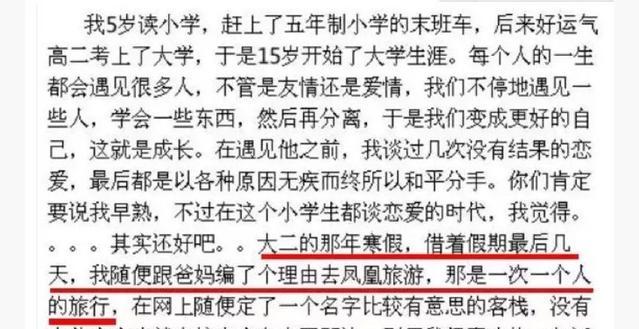 我5岁读小学，赶上了五年制小学的末班车，后来好运气
高二考上了大学，于是15岁开始了大学生涯。每个人的一生
都会遇见很多人，不管是友情还是爱情，我们不停地遇见一
些人，学会一些东西，然后再分离，于是我们变成更好的自
己，这就是成长。在遇见他之前，我谈过几次没有结果的恋
爱，最后都是以各种原因无疾而终所以和平分手。你们肯定
要说我早熟，不过在这个小学生都谈恋爱的时代，我觉得。
。。。其实还好吧。。大二的那年寒假，借着假期最后几
天，我随便跟爸妈编了个理由去凤凰旅游，那是一次一个人
的旅行，在网上随便定了一个名字比较有意思的客栈，没有